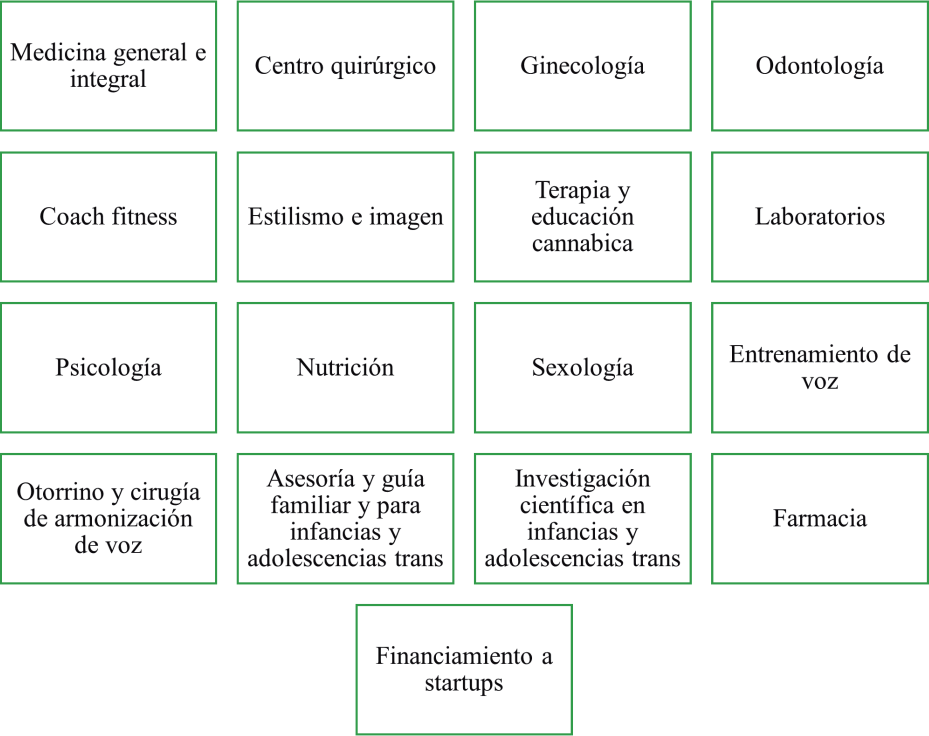 Medicina general e
integral
Centro quirúrgico
Ginecología
Odontología
Coach fitness
Estilismo e imagen
Terapia y
educación
cannabica
Laboratorios
Psicología
Nutrición
Sexología
Entrenamiento de
voz
Otorrino y cirugía
de armonización
de voz
Asesoría y guía
familiar y para
infancias y
adolescencias trans
Investigación
científica en
infancias y
adolescencias trans
Farmacia
Financiamiento a
startups